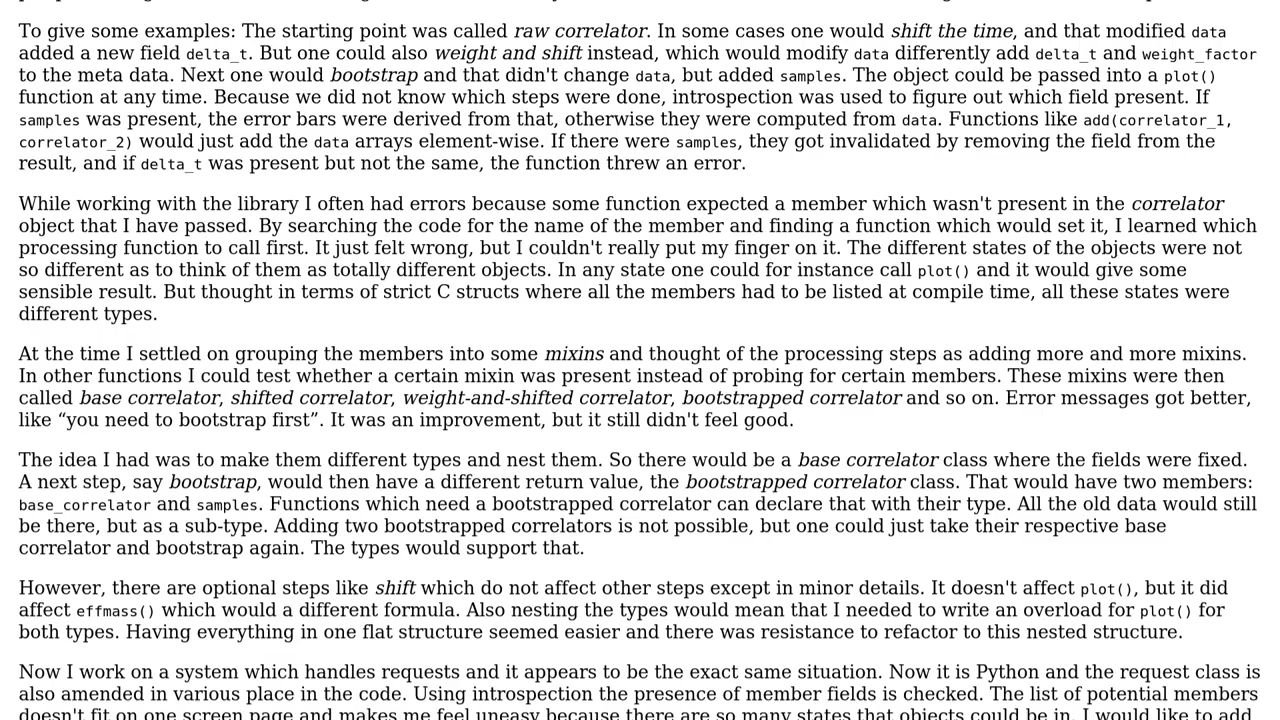 To give some examples: The starting point was called raw correlator. In some cases one would shift the time, and that modified data
added a new field delta_t. But one could also weight and shift instead, which would modify data differently add delta_t and weight_factor
to the meta data. Next one would bootstrap and that didn't change data, but added samples. The object could be passed into a plot()
function at any time. Because we did not know which steps were done, introspection was used to figure out which field present. If
samples was present, the error bars were derived from that, otherwise they were computed from data. Functions like add(correlator_1,
correlator_2) would just add the data arrays element-wise. If there were samples, they got invalidated by removing the field from the
result, and if delta_t was present but not the same, the function threw an error.
While working with the library I often had errors because some function expected a member which wasn't present in the correlator
object that I have passed. By searching the code for the name of the member and finding a function which would set it, I learned which
processing function to call first. It just felt wrong, but I couldn't really put my finger on it. The different states of the objects were not
so different as to think of them as totally different objects. In any state one could for instance call plot() and it would give some
sensible result. But thought in terms of strict C structs where all the members had to be listed at compile time, all these states were
different types.
At the time I settled on grouping the members into some mixins and thought of the processing steps as adding more and more mixins.
In other functions I could test whether a certain mixin was present instead of probing for certain members. These mixins were then
called base correlator, shifted correlator, weight-and-shifted correlator, bootstrapped correlator and so on. Error messages got better,
like “you need to bootstrap first”. It was an improvement, but it still didn't feel good.
The idea I had was to make them different types and nest them. So there would be a base correlator class where the fields were fixed.
A next step, say bootstrap, would then have a different return value, the bootstrapped correlator class. That would have two members:
base_correlator and samples. Functions which need a bootstrapped correlator can declare that with their type. All the old data would still
be there, but as a sub-type. Adding two bootstrapped correlators is not possible, but one could just take their respective base
correlator and bootstrap again. The types would support that.
However, there are optional steps like shift which do not affect other steps except in minor details. It doesn't affect plot(), but it did
affect effmass() which would a different formula. Also nesting the types would mean that I needed to write an overload for plot() for
both types. Having everything in one flat structure seemed easier and there was resistance to refactor to this nested structure.
Now I work on a system which handles requests and it appears to be the exact same situation. Now it is Python and the request class is
also amended in various place in the code. Using introspection the presence of member fields is checked. The list of potential members
doesn't fit on one screen page and makes me feel uneasy because there are so many states that objects could be in. I would like to add